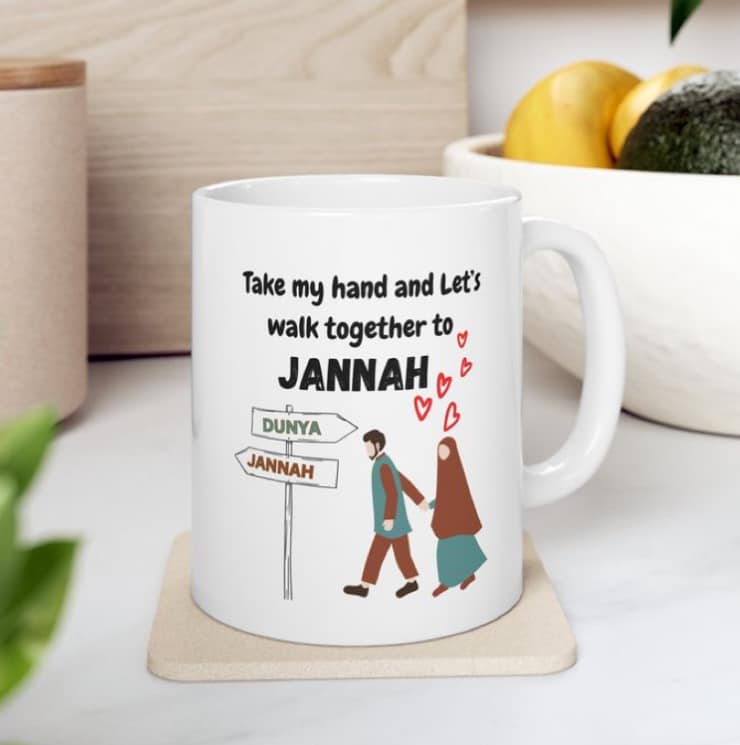 Take my hand and Let's
walk together to
JANNAH
DUNYA
JANNAH